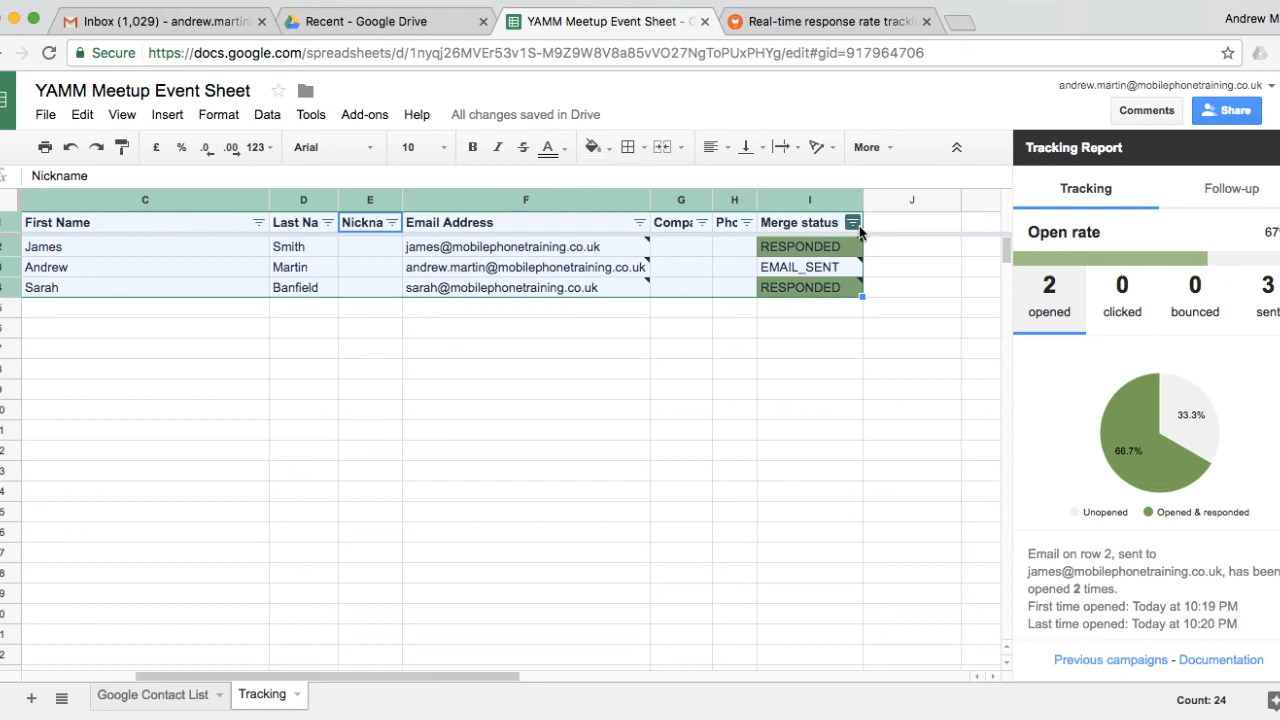 Inbox (1,029) - andrew.martin
Recent - Google Drive
YAMM Meetup Event Sheet - G
Real-time response rate tracki
Andrew M
Secure
https://docs.google.com/spreadsheets/d/1nyqj26MVEr53v1S-M9Z9W8V8a85vVO27NgToPUxPHYg/edit#gid=917964706
YAMM Meetup Event Sheet
andrew.martin@mobilephonetraining.co.uk
File Edit View Insert Format Data Tools Add-ons Help All changes saved in Drive
Comments
Share
£ % .0 .00 123 Arial 10 B I S A More
Tracking Report
fx Nickname
Tracking Follow-up
C D E F G H I J
First Name Last Na Nickna Email Address Compa Phc Merge status
James Smith james@mobilephonetraining.co.uk RESPONDED
Andrew Martin andrew.martin@mobilephonetraining.co.uk EMAIL_SENT
Sarah Banfield sarah@mobilephonetraining.co.uk RESPONDED
Open rate 67
2 0 0 3
opened clicked bounced sent
33.3%
66.7%
Unopened Opened & responded
Email on row 2, sent to
james@mobilephonetraining.co.uk, has been
opened 2 times.
First time opened: Today at 10:19 PM
Last time opened: Today at 10:20 PM
Previous campaigns - Documentation
Google Contact List
Tracking
Count: 24